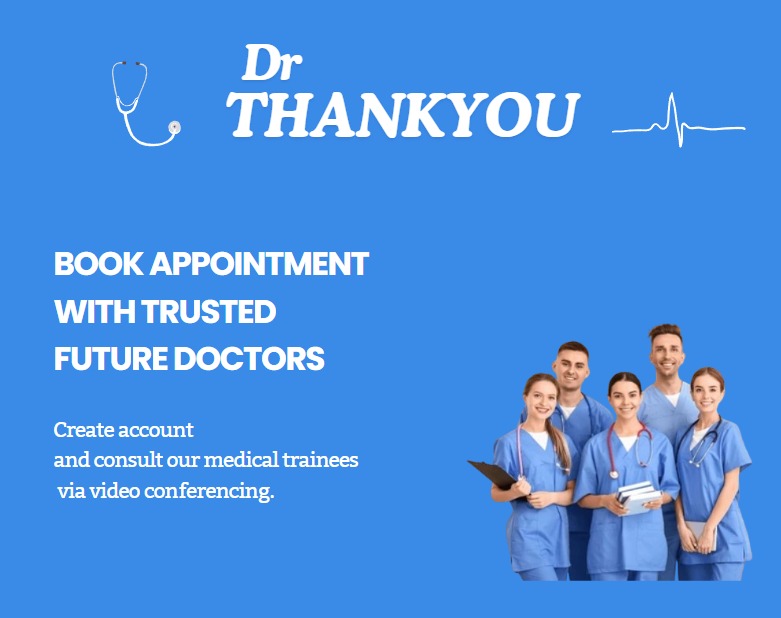 Dr
THANKYOU
BOOK APPOINTMENT
WITH TRUSTED
FUTURE DOCTORS
Create account
and consult our medical trainees
via video conferencing.